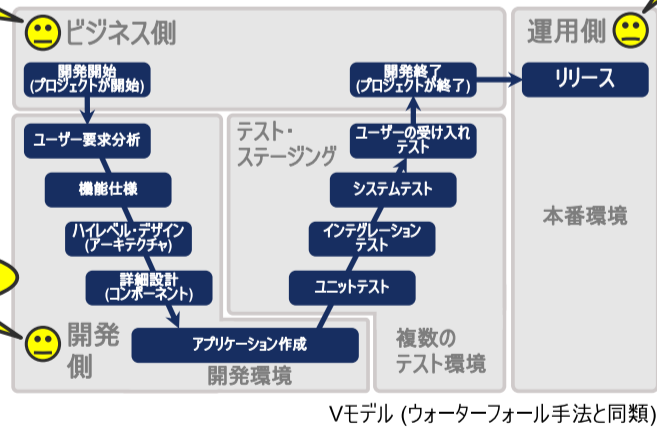 ビジネス側
運用側
開発開始
(プロジェクトが開始)
開発終了
(プロジェクトが終了)
リリース
ユーザー要求分析
テスト・
ステージング
ユーザーの受け入れ
テスト
機能仕様
システムテスト
ハイレベル・デザイン
(アーキテクチャ)
インテグレーション
テスト
本番環境
詳細設計
(コンポーネント)
ユニットテスト
開発
側
アプリケーション作成
複数の
テスト環境
開発環境
Vモデル (ウォーターフォール手法と同類)